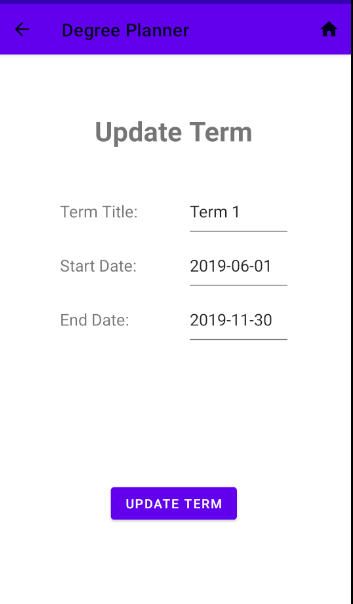 Degree Planner
Update Term
Term Title: Term 1
Start Date: 2019-06-01
End Date: 2019-11-30
UPDATE TERM